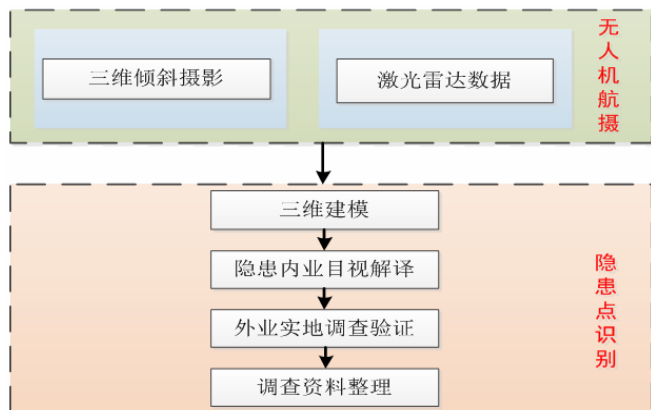 三维倾斜摄影
激光雷达数据
无人机航摄
三维建模
隐患内业目视解译
外业实地调查验证
调查资料整理
隐患点识别